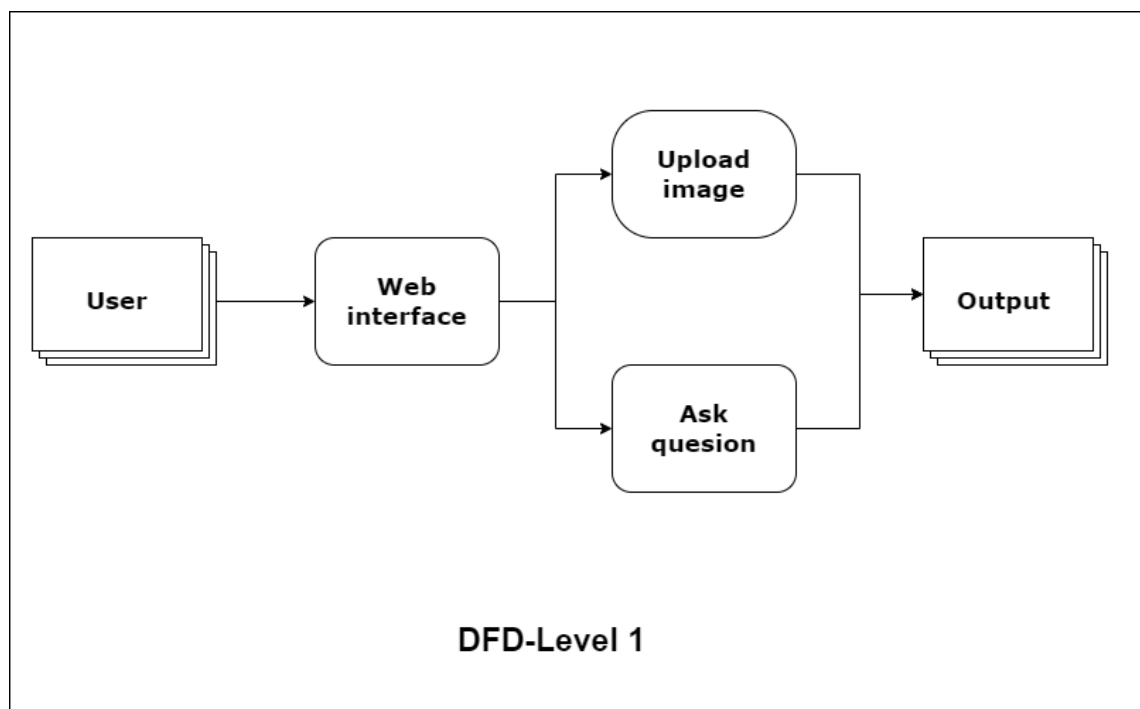 User
Web
interface
Upload
image
Ask
quesion
Output
DFD-Level 1